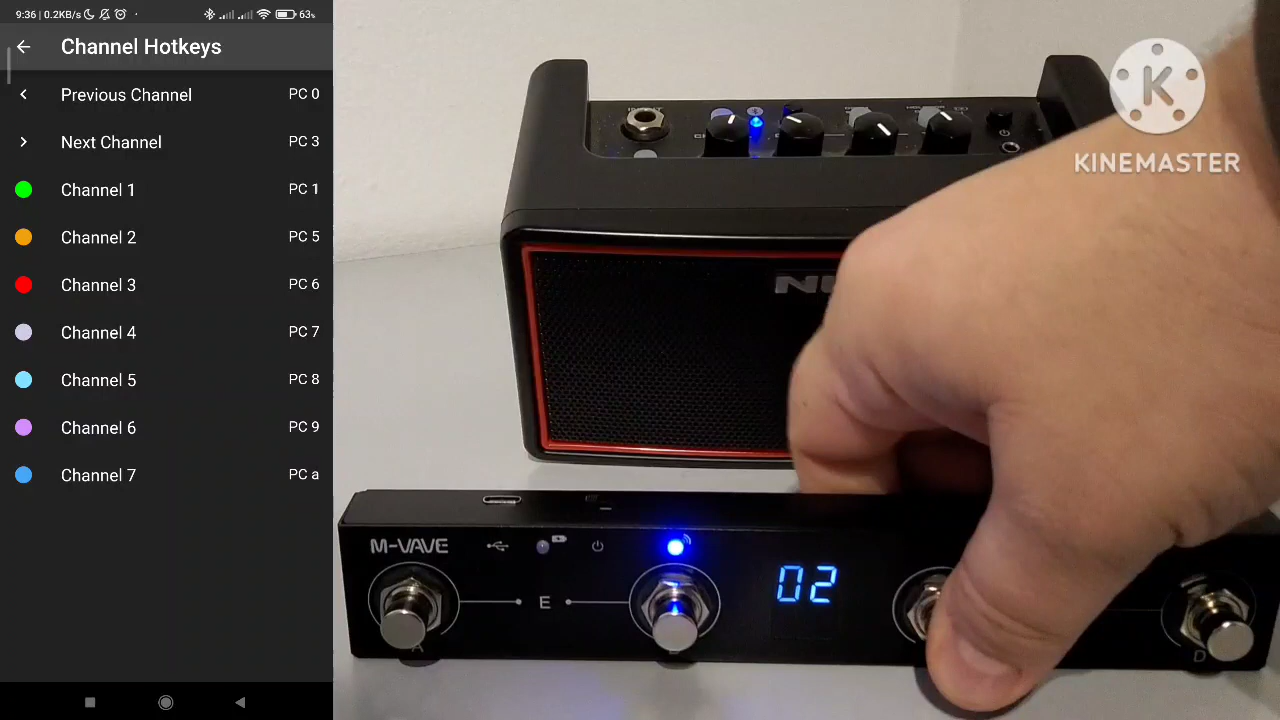 9:36 | 0.2KB/s
63%
Channel Hotkeys
Previous Channel PC 0
Next Channel PC 3
Channel 1 PC 1
Channel 2 PC 5
Channel 3 PC 6
Channel 4 PC 7
Channel 5 PC 8
Channel 6 PC 9
Channel 7 PC a
KINEMASTER
M-VAVE
E
02
A
D